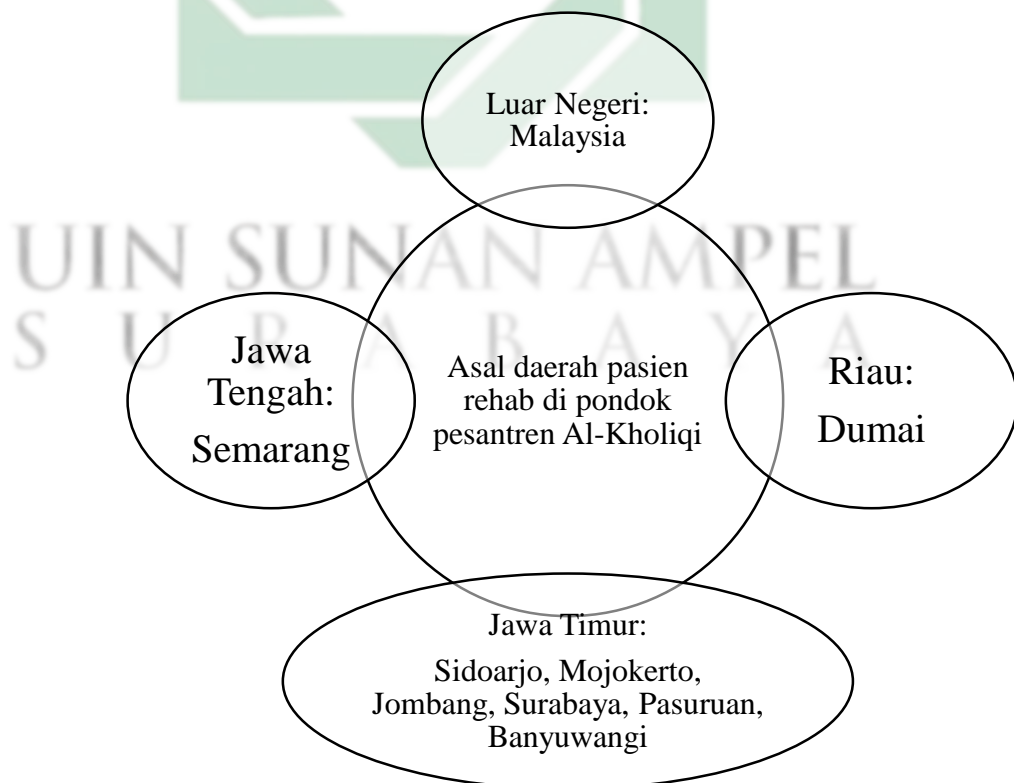 Luar Negeri:
Malaysia
UIN SUNAN AMPEL
S U R A B A Y A
Jawa
Tengah:
Semarang
Asal daerah pasien
rehab di pondok
pesantren Al-Kholiqi
Riau:
Dumai
Jawa Timur:
Sidoarjo, Mojokerto,
Jombang, Surabaya, Pasuruan,
Banyuwangi